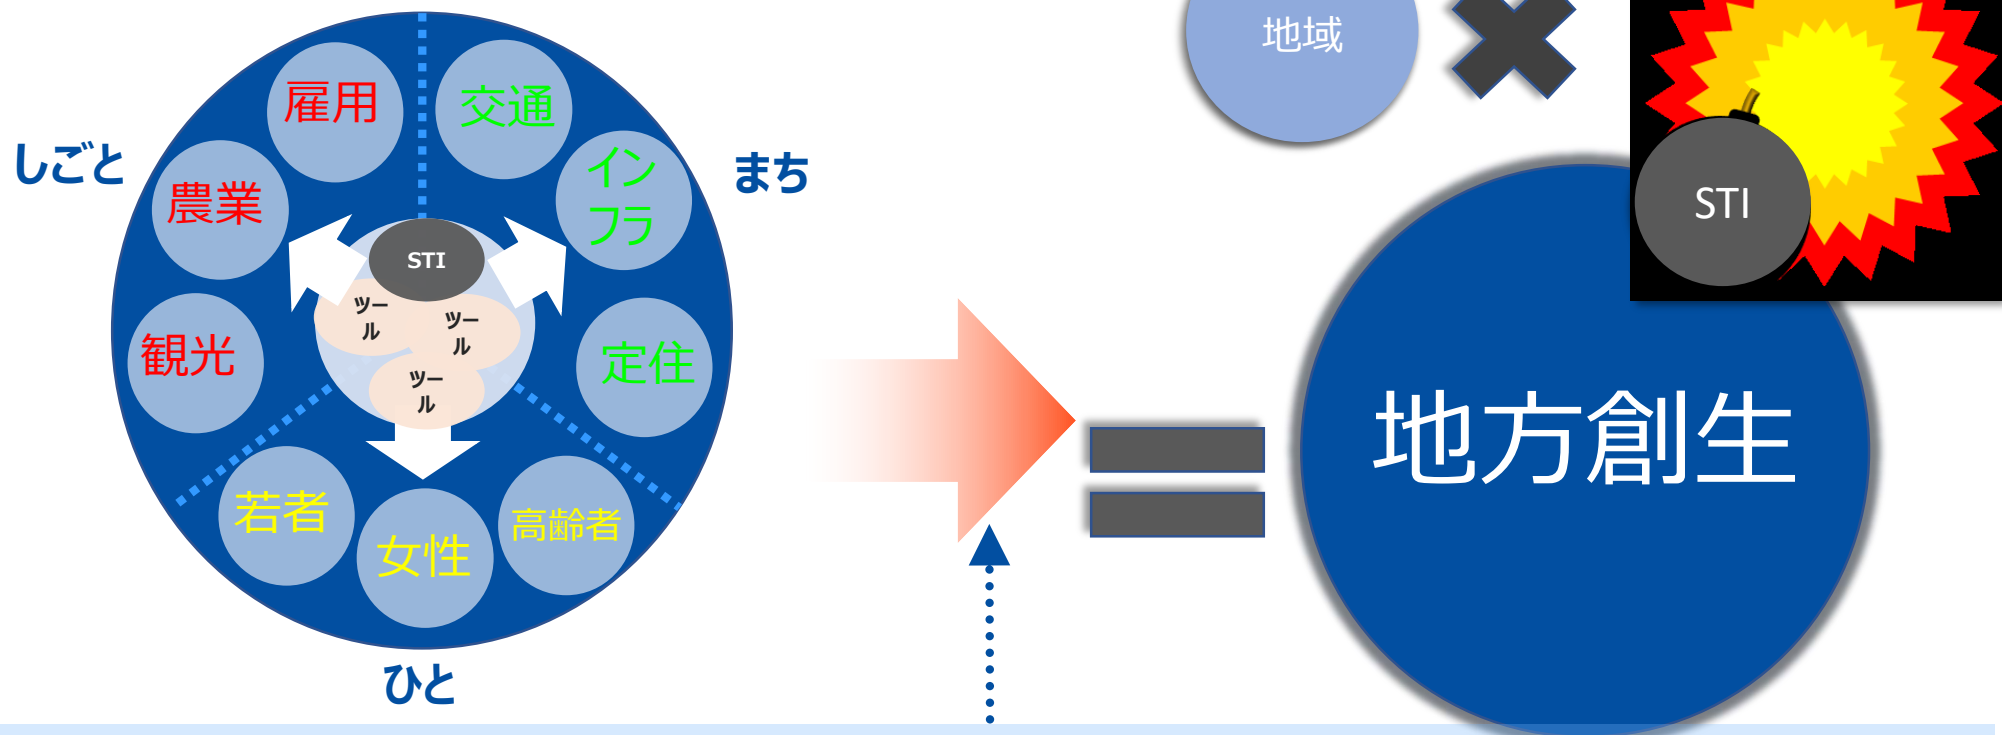 しごと
雇用
農業
観光
交通
イン
フラ
定住
まち
STI
ツー
ル
ツー
ル
ツー
ル
若者
女性
高齢者
ひと
地域
STI
地方創生